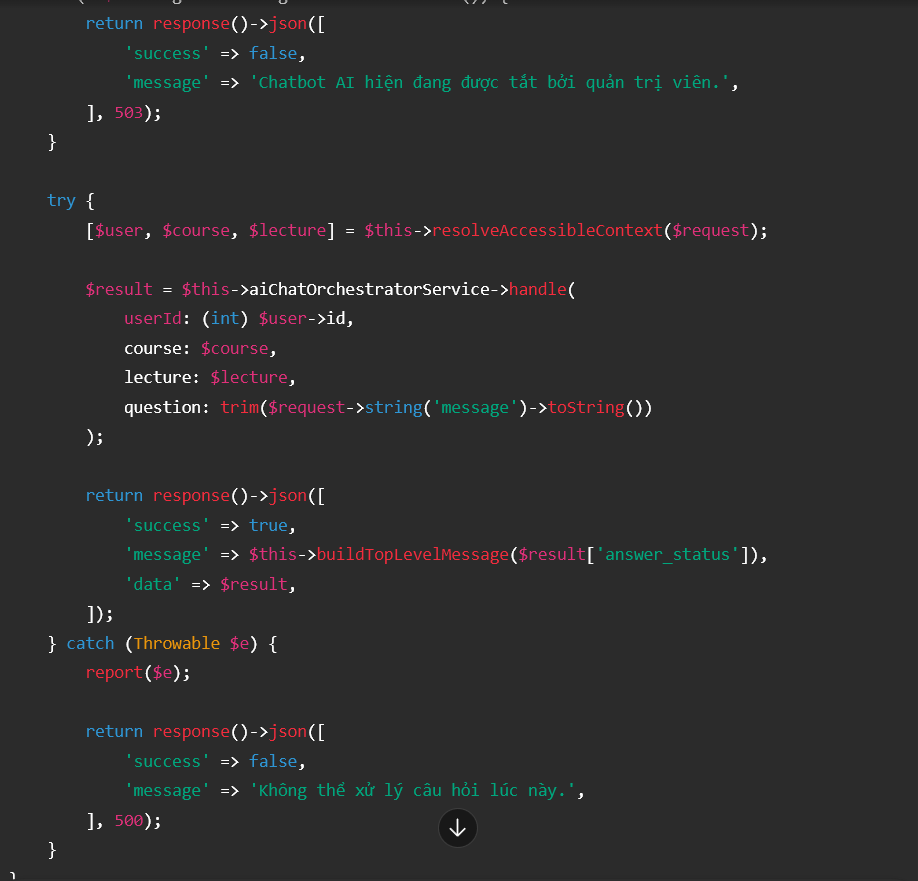 return response()->json([
'success' => false,
'message' => 'Chatbot AI hiện đang được tắt bởi quản trị viên.',
], 503);
}
try {
[$user, $course, $lecture] = $this->resolveAccessibleContext($request);
$result = $this->aiChatOrchestratorService->handle(
userId: (int) $user->id,
course: $course,
lecture: $lecture,
question: trim($request->string('message')->toString())
);
return response()->json([
'success' => true,
'message' => $this->buildTopLevelMessage($result['answer_status']),
'data' => $result,
]);
} catch (Throwable $e) {
report($e);
return response()->json([
'success' => false,
'message' => 'Không thể xử lý câu hỏi lúc này.',
], 500);
}
}